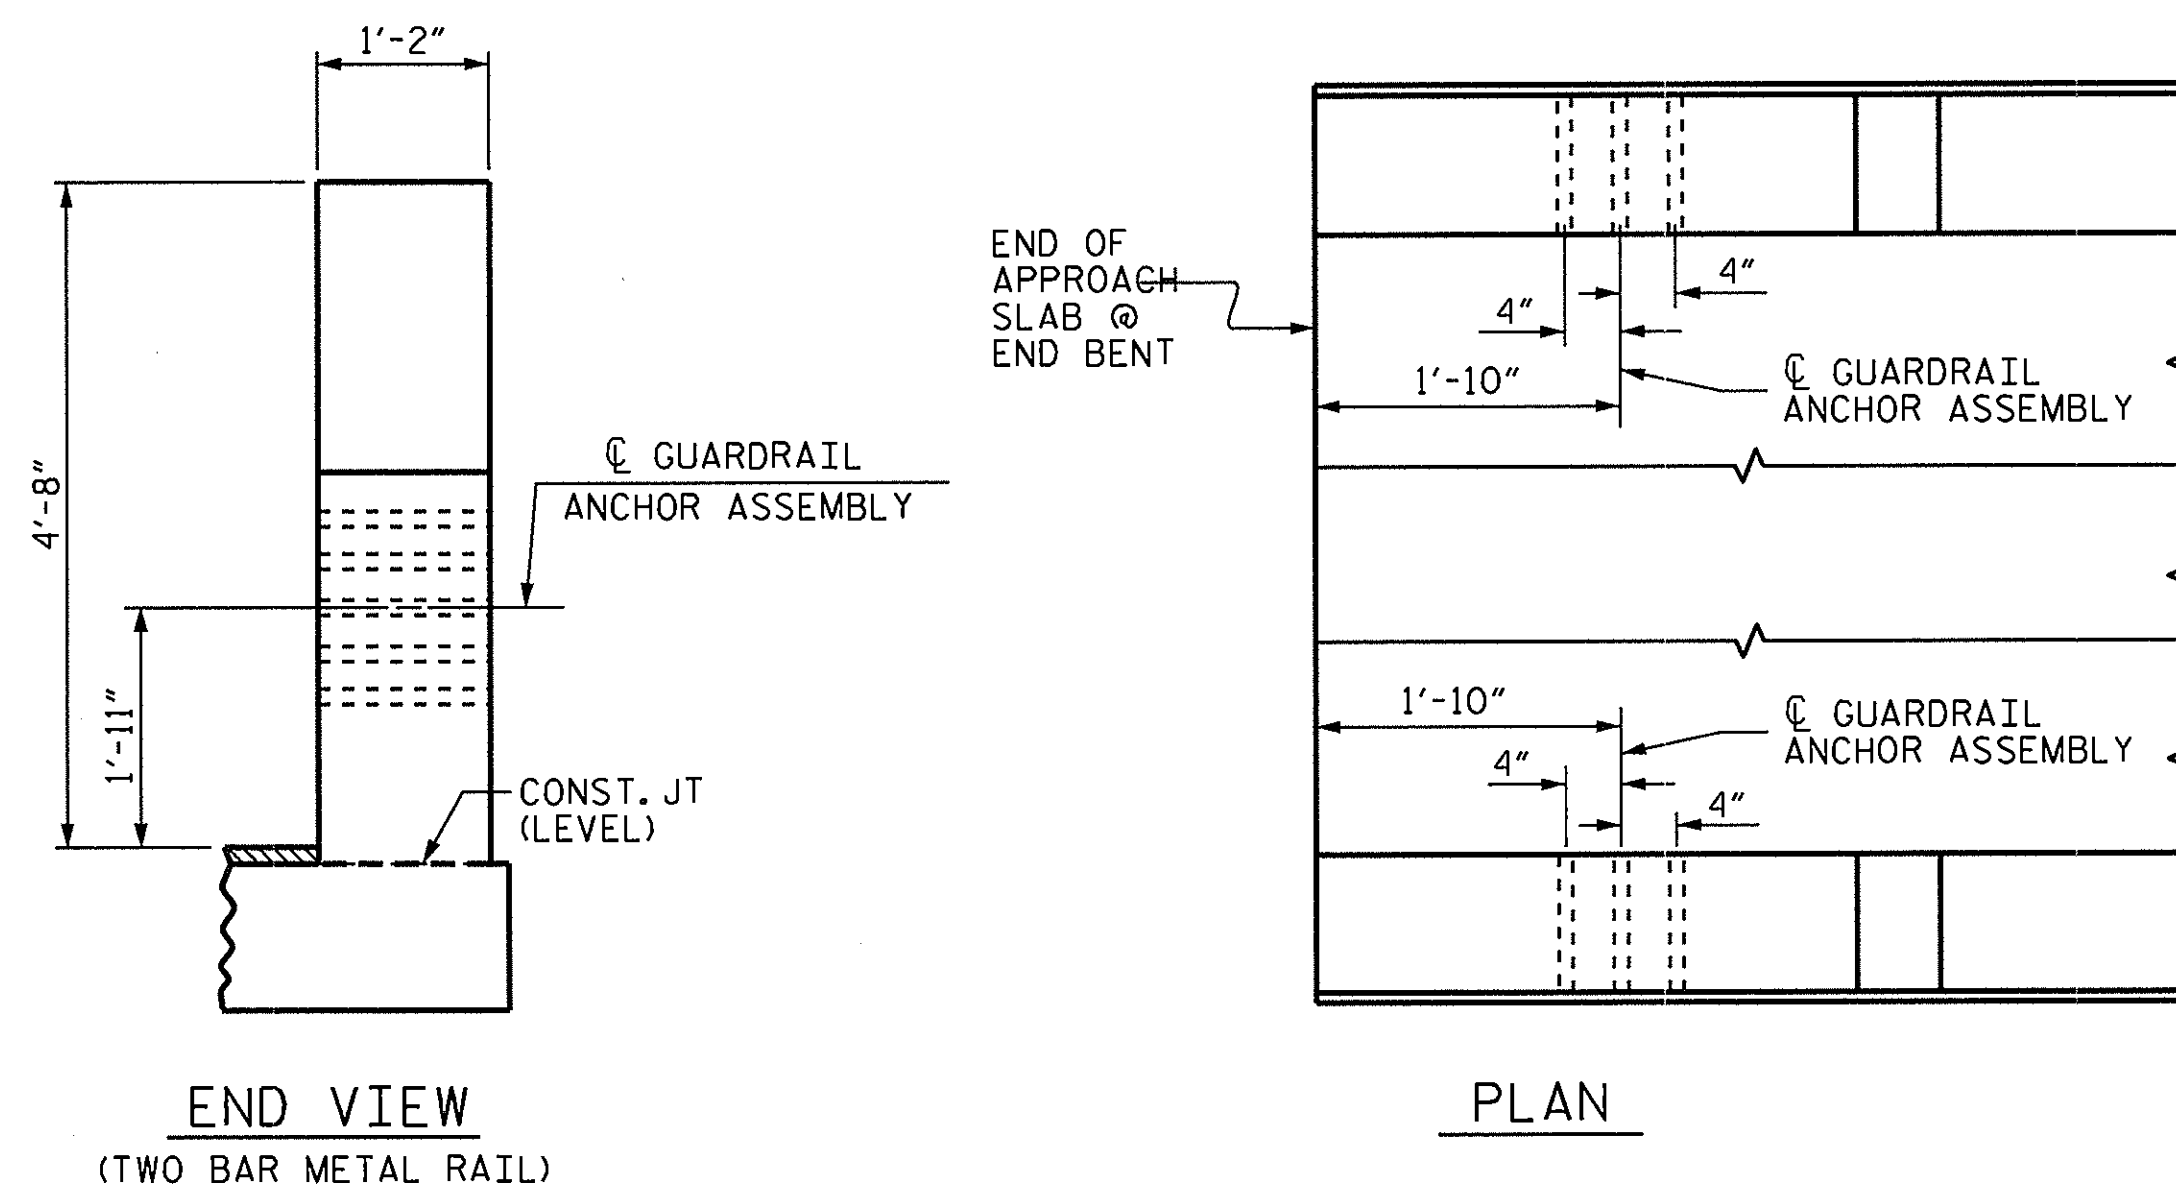 1'-2"
4'-8"
℄ GUARDRAIL
ANCHOR ASSEMBLY
1'-11"
CONST. JT
(LEVEL)
END VIEW
(TWO BAR METAL RAIL)
END OF
APPROACH
SLAB @
END BENT
4"
4"
1'-10"
℄ GUARDRAIL
ANCHOR ASSEMBLY
1'-10"
℄ GUARDRAIL
ANCHOR ASSEMBLY
4"
4"
PLAN